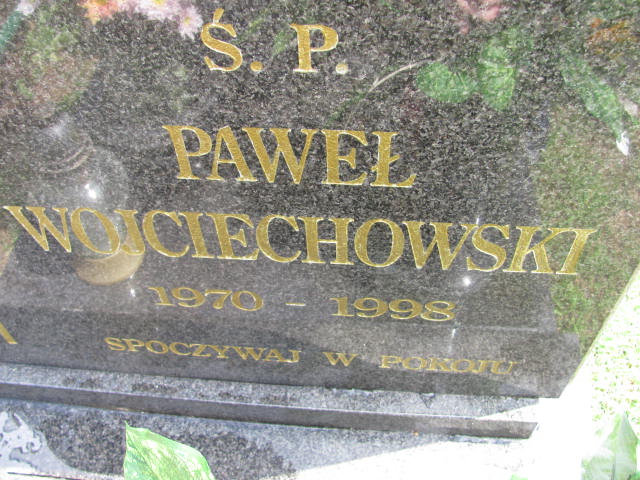 Ś. P.
PAWEŁ
WOJCIECHOWSKI
1970 - 1998
SPOCZYWAJ W POKOJU